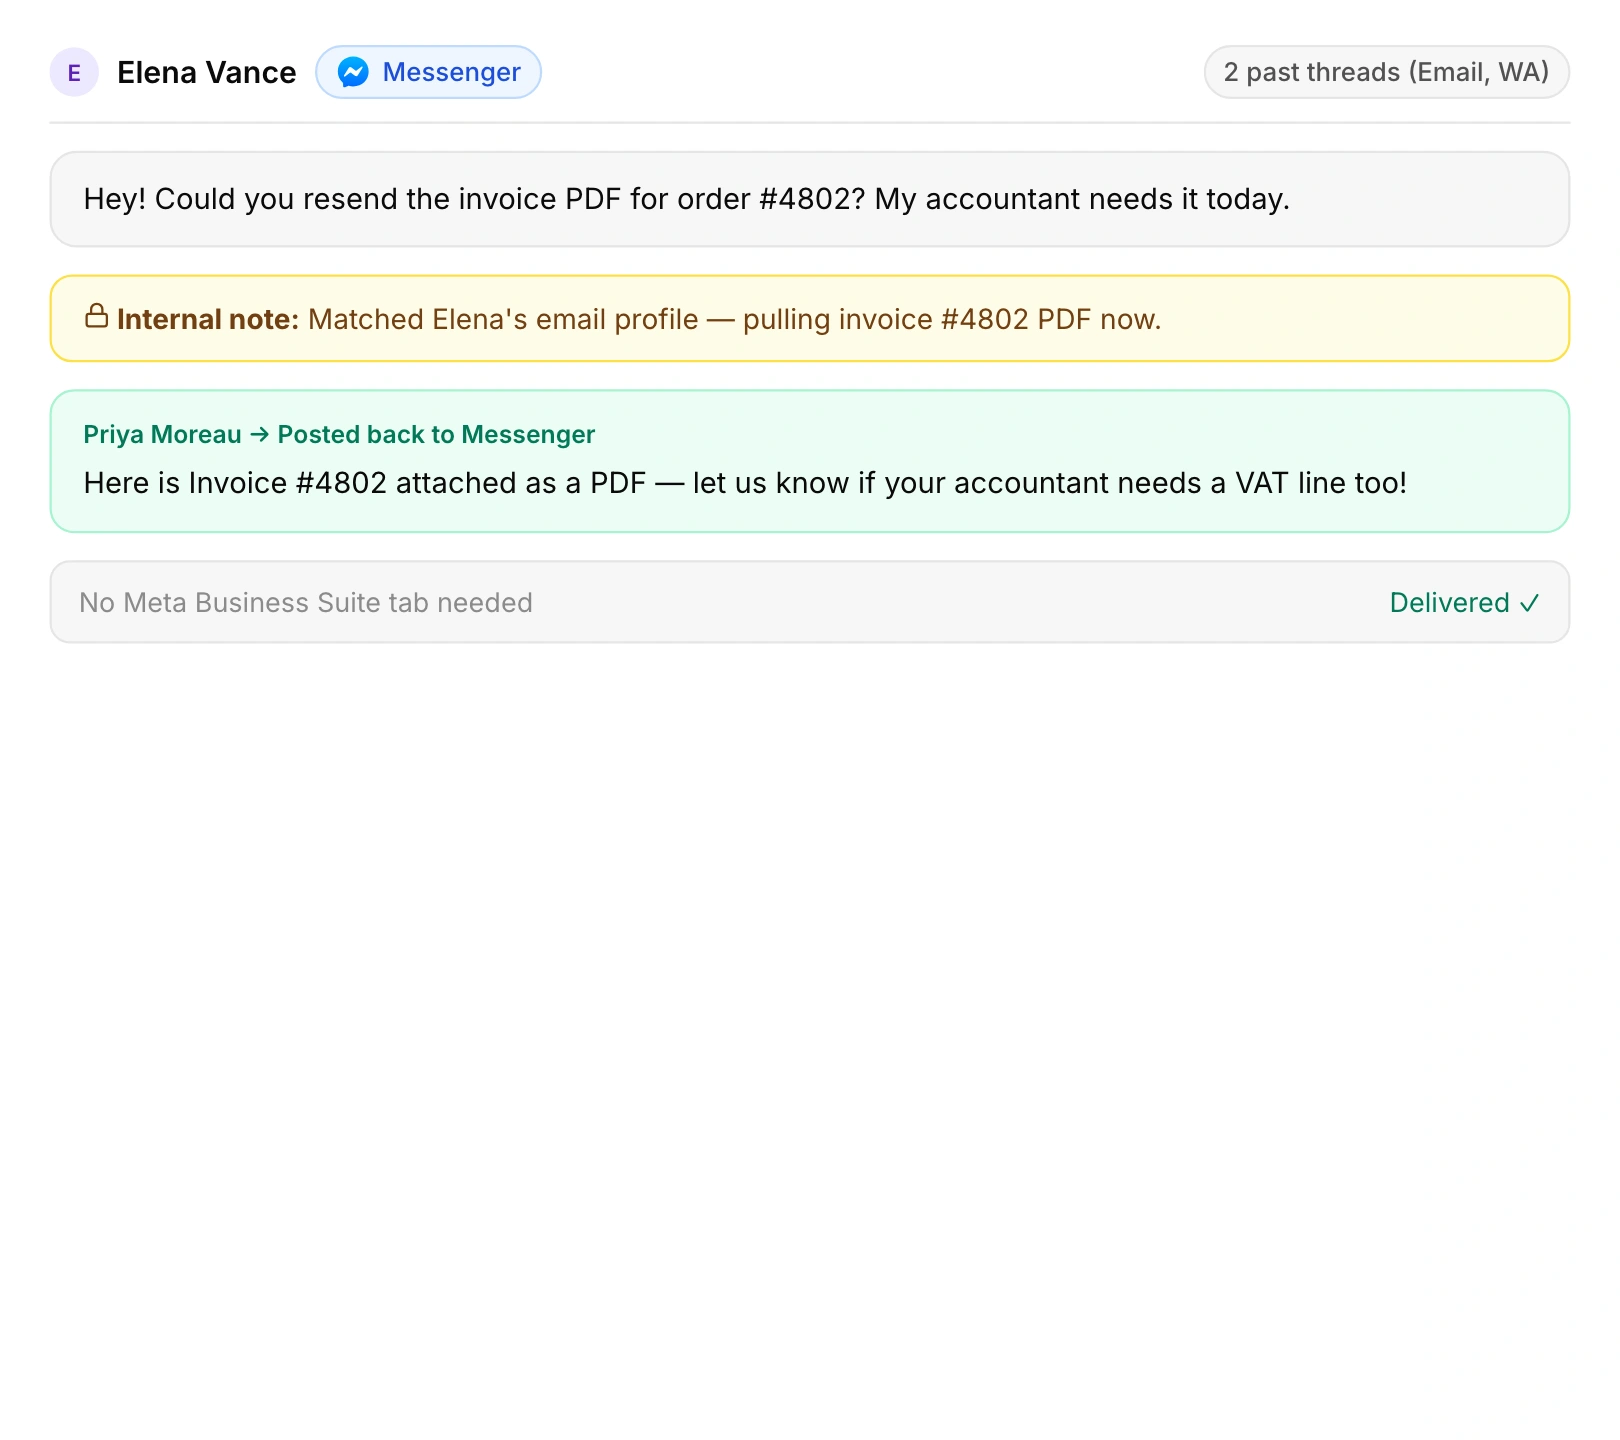 E Elena Vance Messenger 2 past threads (Email, WA)
Hey! Could you resend the invoice PDF for order #4802? My accountant needs it today.
Internal note: Matched Elena's email profile — pulling invoice #4802 PDF now.
Priya Moreau → Posted back to Messenger
Here is Invoice #4802 attached as a PDF — let us know if your accountant needs a VAT line too!
No Meta Business Suite tab needed Delivered ✓